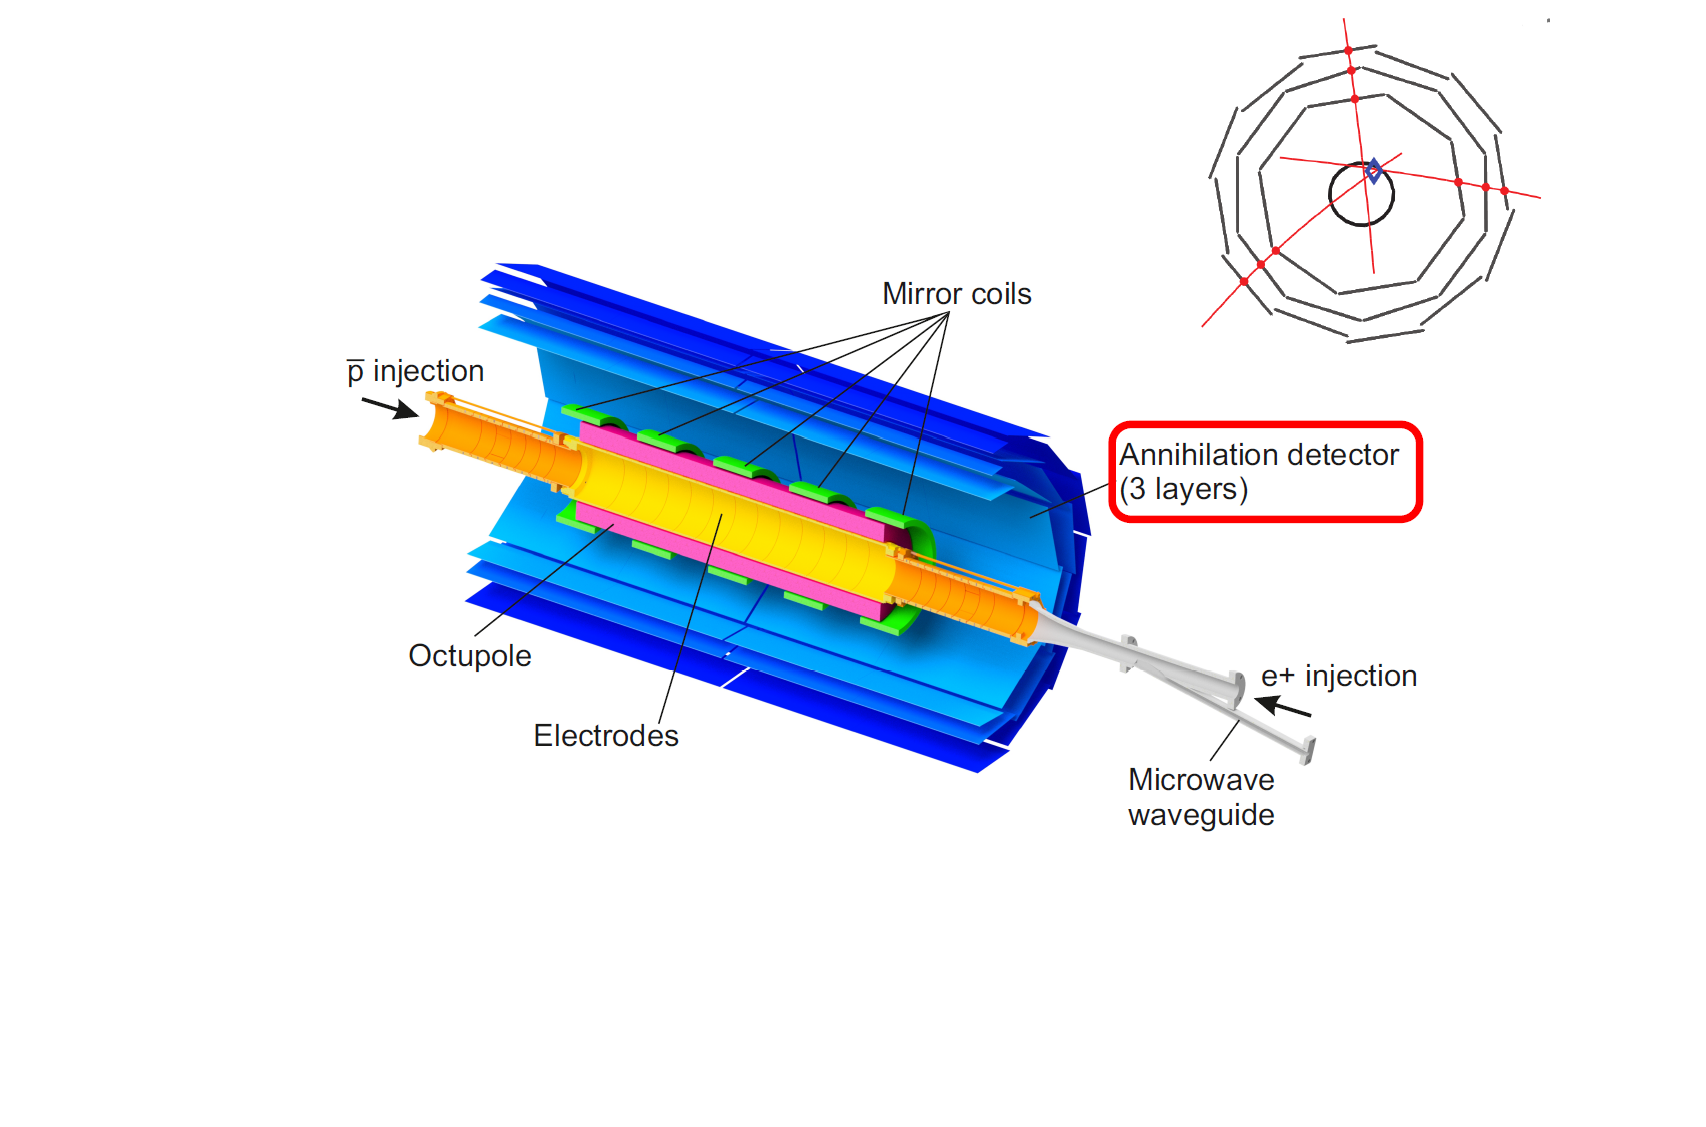 Mirror coils
p̅ injection
Annihilation detector
(3 layers)
Octupole
e+ injection
Electrodes
Microwave
waveguide